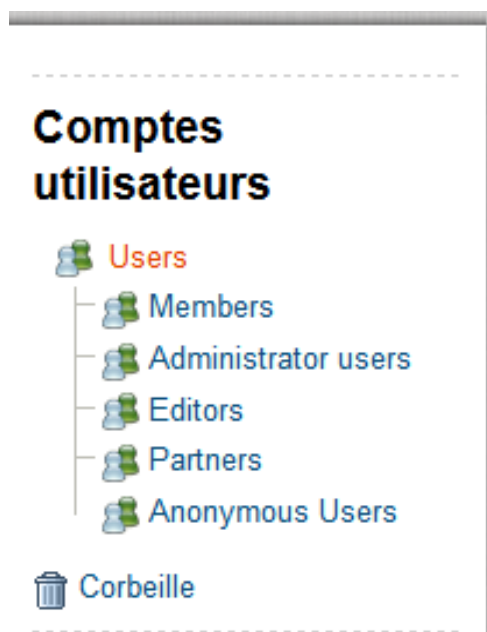 Comptes
utilisateurs
Users
Members
Administrator users
Editors
Partners
Anonymous Users
Corbeille